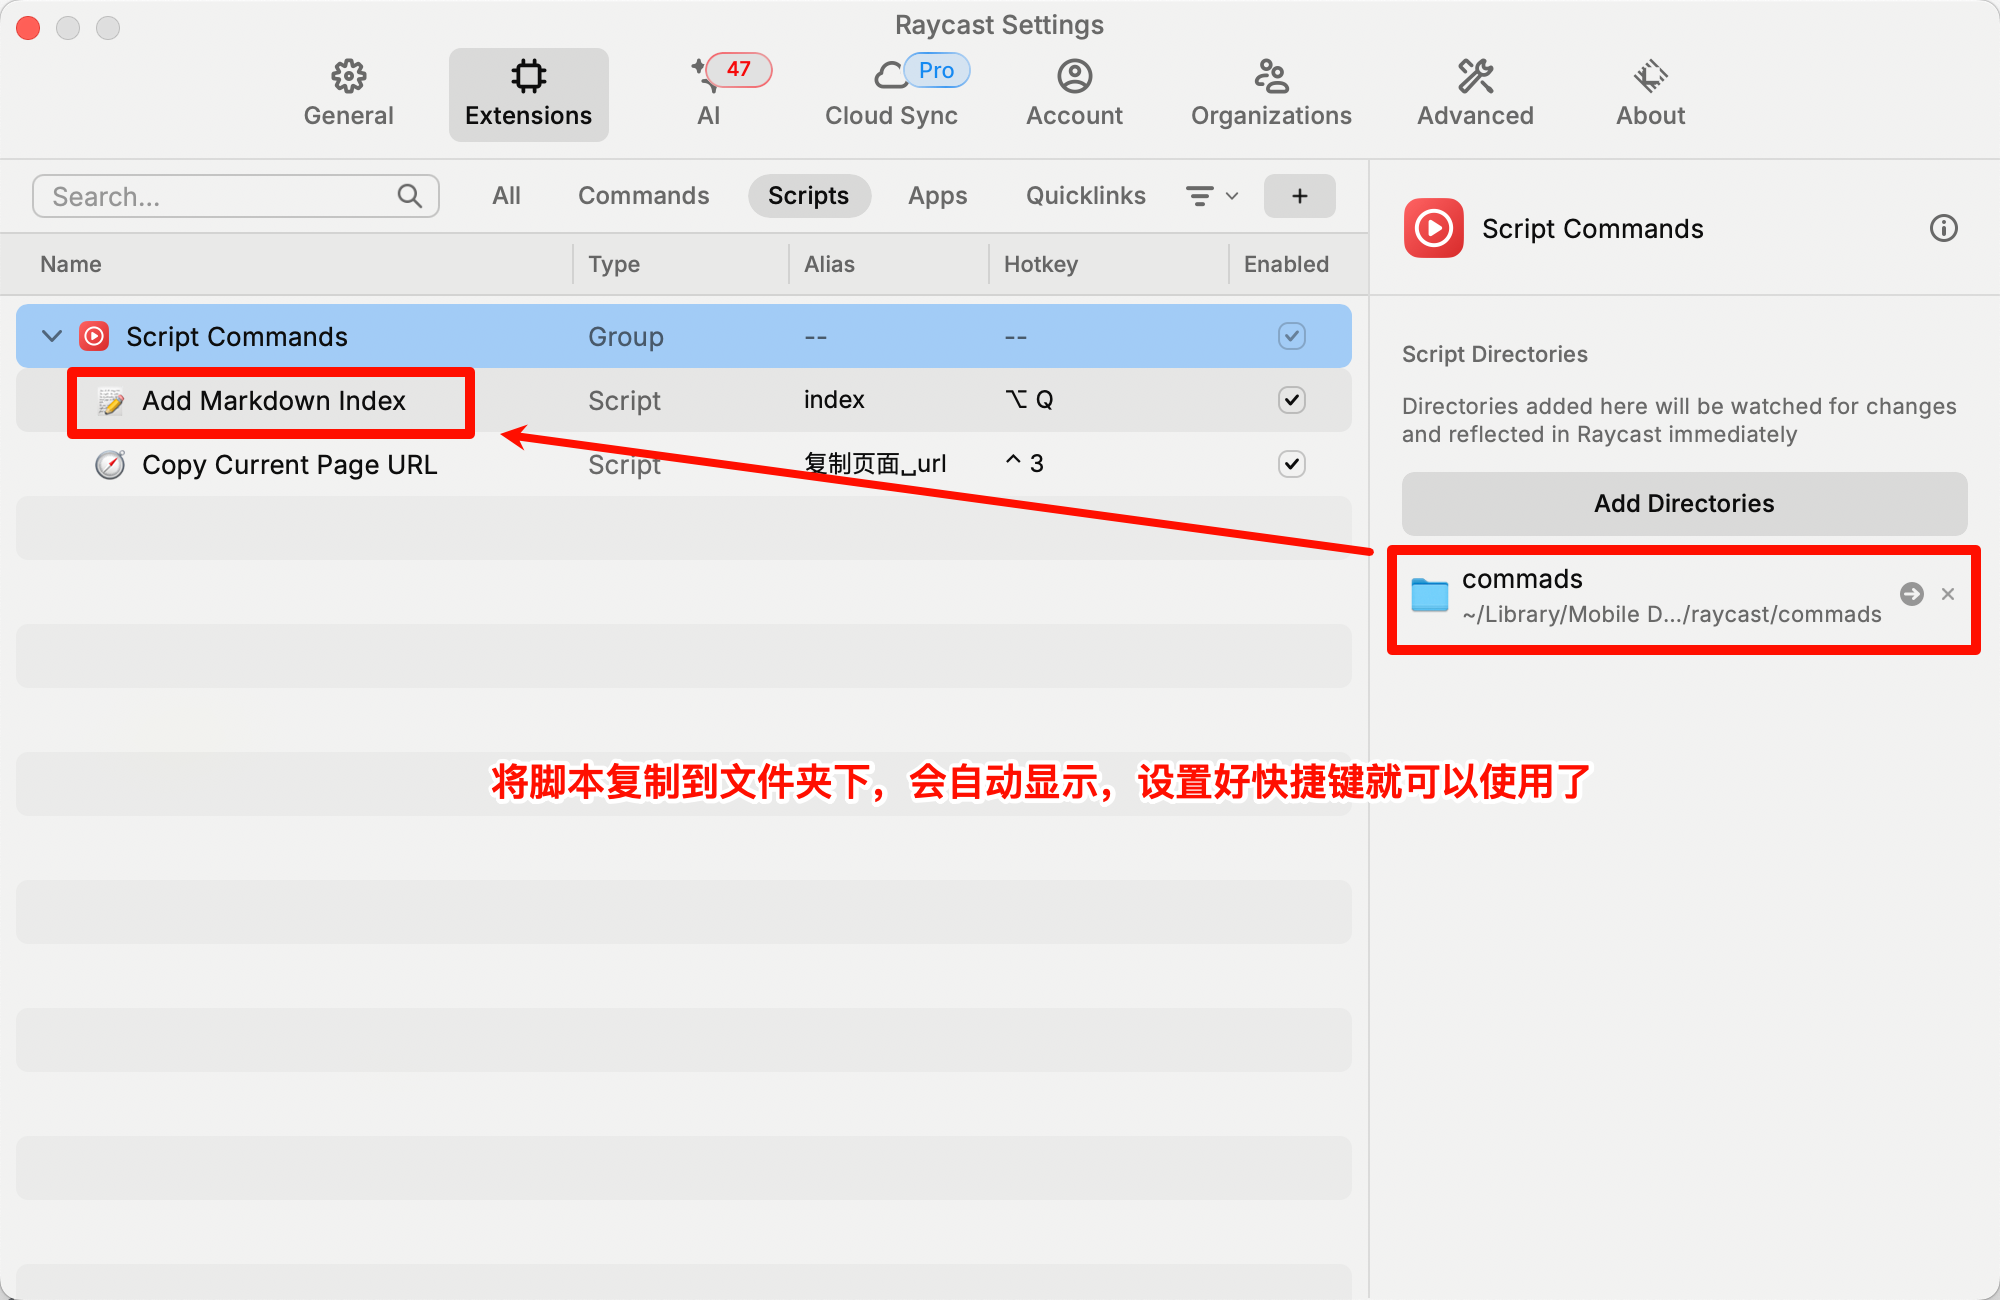 Raycast Settings
General
Extensions
47
AI
Pro
Cloud Sync
Account
Organizations
Advanced
About
Search...
All
Commands
Scripts
Apps
Quicklinks
+
Name
Type
Alias
Hotkey
Enabled
Script Commands
Group
--
--
Add Markdown Index
Script
index
⌥ Q
Copy Current Page URL
Script
复制页面␣url
^ 3
Script Commands
Script Directories
Directories added here will be watched for changes
and reflected in Raycast immediately
Add Directories
commads
~/Library/Mobile D.../raycast/commads
将脚本复制到文件夹下，会自动显示，设置好快捷键就可以使用了